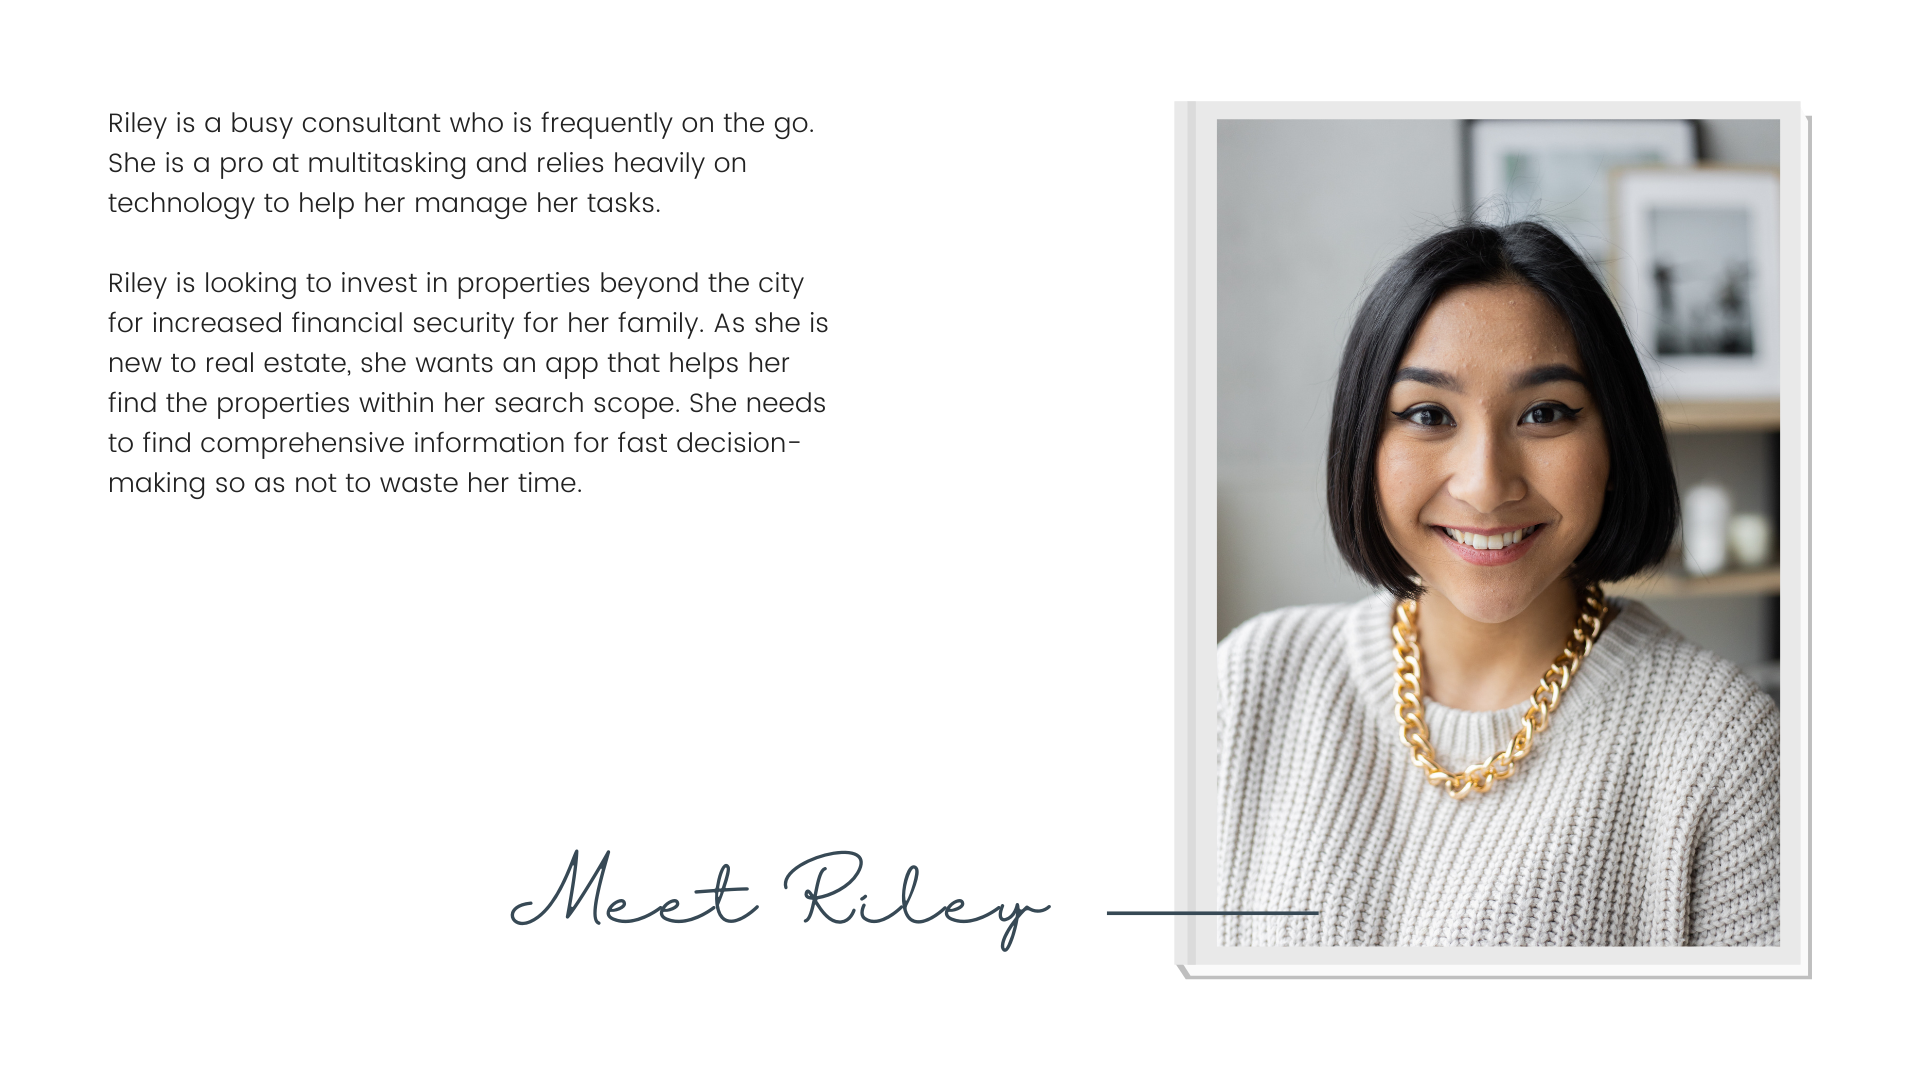 Riley is a busy consultant who is frequently on the go.
She is a pro at multitasking and relies heavily on
technology to help her manage her tasks.
Riley is looking to invest in properties beyond the city
for increased financial security for her family. As she is
new to real estate, she wants an app that helps her
find the properties within her search scope. She needs
to find comprehensive information for fast decision-
making so as not to waste her time.
Meet Riley